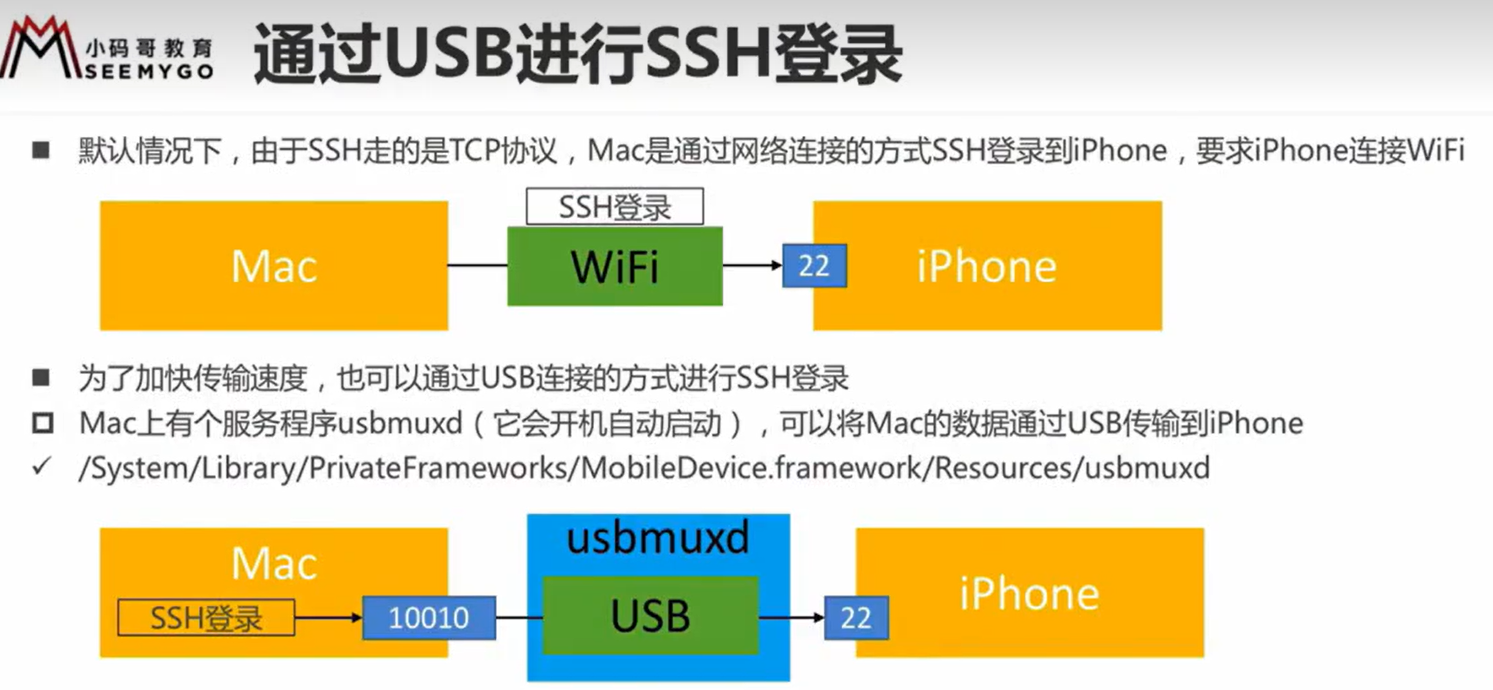 小码哥教育
SEEMYGO
通过USB进行SSH登录
■ 默认情况下，由于SSH走的是TCP协议，Mac是通过网络连接的方式SSH登录到iPhone，要求iPhone连接WiFi
SSH登录
Mac
WiFi
22
iPhone
■ 为了加快传输速度，也可以通过USB连接的方式进行SSH登录
Mac上有个服务程序usbmuxd（它会开机自动启动），可以将Mac的数据通过USB传输到iPhone
✓ /System/Library/PrivateFrameworks/MobileDevice.framework/Resources/usbmuxd
Mac
SSH登录
10010
usbmuxd
USB
22
iPhone